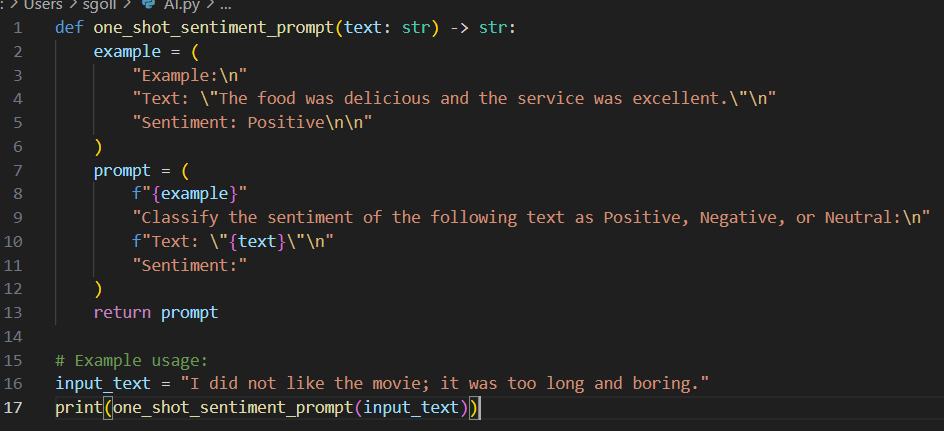 : > Users > sgoll > AI.py > ...
1 def one_shot_sentiment_prompt(text: str) -> str:
2     example = (
3         "Example:\n"
4         "Text: \"The food was delicious and the service was excellent.\"\n"
5         "Sentiment: Positive\n\n"
6     )
7     prompt = (
8         f"{example}"
9         "Classify the sentiment of the following text as Positive, Negative, or Neutral:\n"
10         f"Text: \"{text}\"\n"
11         "Sentiment:"
12     )
13     return prompt
14
15 # Example usage:
16 input_text = "I did not like the movie; it was too long and boring."
17 print(one_shot_sentiment_prompt(input_text))